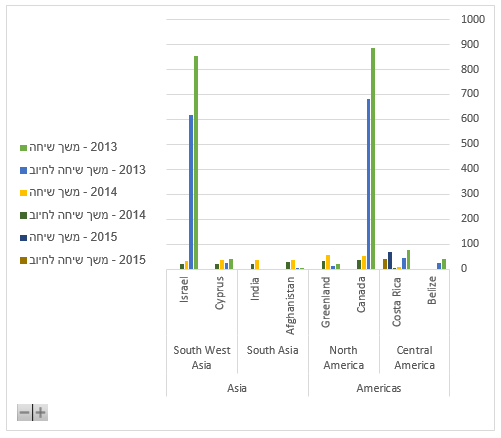 1000
900
800
700
600
500
400
300
200
100
0
2013 - משך שיחה
2013 - משך שיחה לחיוב
2014 - משך שיחה
2014 - משך שיחה לחיוב
2015 - משך שיחה
2015 - משך שיחה לחיוב
Israel
Cyprus
India
Afghanistan
Greenland
Canada
Costa Rica
Belize
South West Asia
South Asia
North America
Central America
Asia
Americas